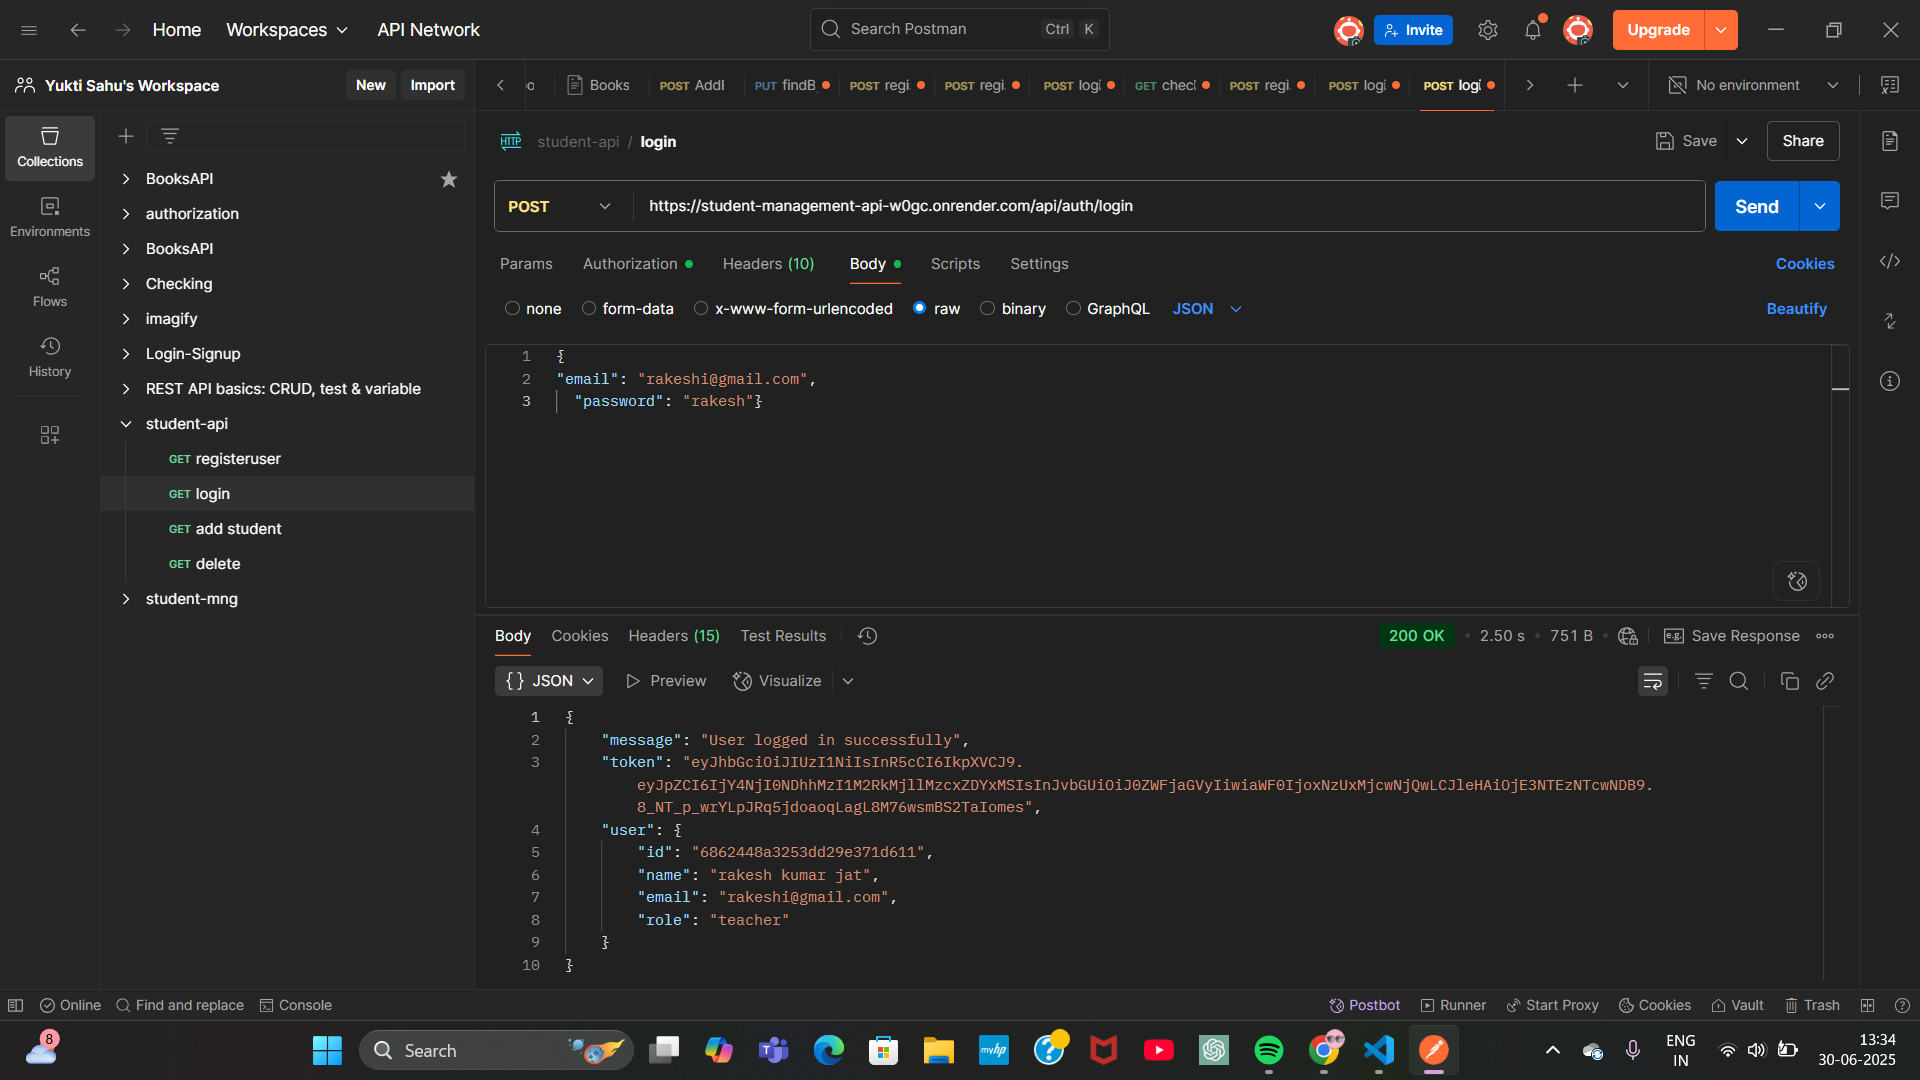 Home
Workspaces
API Network
Search Postman
Ctrl
K
Invite
Upgrade
Yukti Sahu's Workspace
New
Import
Books
POST AddI
PUT findB
POST regi
POST regi
POST logi
GET checl
POST regi
POST logi
POST logi
No environment
Collections
Environments
Flows
History
BooksAPI
authorization
BooksAPI
Checking
imagify
Login-Signup
REST API basics: CRUD, test & variable
student-api
GET registeruser
GET login
GET add student
GET delete
student-mng
HTTP
student-api / login
Save
Share
POST
https://student-management-api-w0gc.onrender.com/api/auth/login
Send
Params
Authorization
Headers (10)
Body
Scripts
Settings
Cookies
none
form-data
x-www-form-urlencoded
raw
binary
GraphQL
JSON
Beautify
1 {
2 "email": "rakeshi@gmail.com",
3 "password": "rakesh"}
Body
Cookies
Headers (15)
Test Results
200 OK
2.50 s
751 B
e.g.
Save Response
{} JSON
Preview
Visualize
1 {
2 "message": "User logged in successfully",
3 "token": "eyJhbGciOiJIUzI1NiIsInR5cCI6IkpXVCJ9.
eyJpZCI6IjY4NjI0NDhhMzI1M2RkMjllMzcxZDYxMSIsInJvbGUiOiJ0ZWFjaGVyIiwiaWF0IjoxNzUxMjcwNjQwLCJleHAiOjE3NTEzNTcwNDB9.
8_NT_p_wrYLpJRq5jdoaoqLagL8M76wsmBS2TaIomes",
4 "user": {
5 "id": "6862448a3253dd29e371d611",
6 "name": "rakesh kumar jat",
7 "email": "rakeshi@gmail.com",
8 "role": "teacher"
9 }
10 }
Online
Find and replace
Console
Postbot
Runner
Start Proxy
Cookies
Vault
Trash
8
Search
myhp
ENG
IN
13:34
30-06-2025